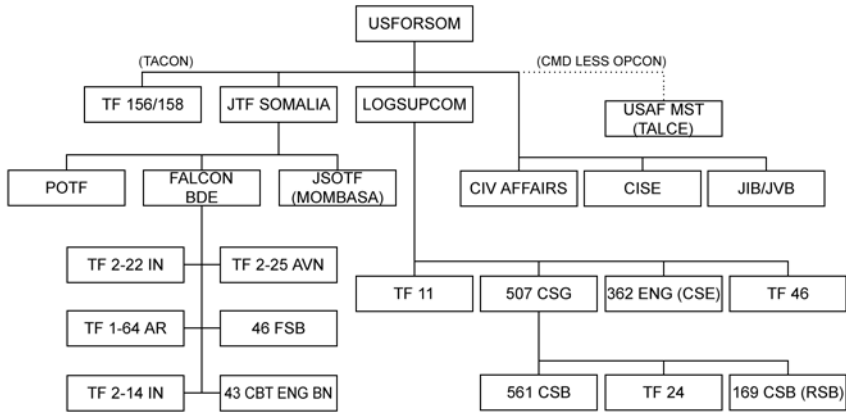 USFORSOM
(TACON)
(CMD LESS OPCON)
TF 156/158
JTF SOMALIA
LOGSUPCOM
USAF MST
(TALCE)
POTF
FALCON
BDE
JSOTF
(MOMBASA)
CIV AFFAIRS
CISE
JIB/JVB
TF 2-22 IN
TF 2-25 AVN
TF 11
507 CSG
362 ENG (CSE)
TF 46
TF 1-64 AR
46 FSB
TF 2-14 IN
43 CBT ENG BN
561 CSB
TF 24
169 CSB (RSB)